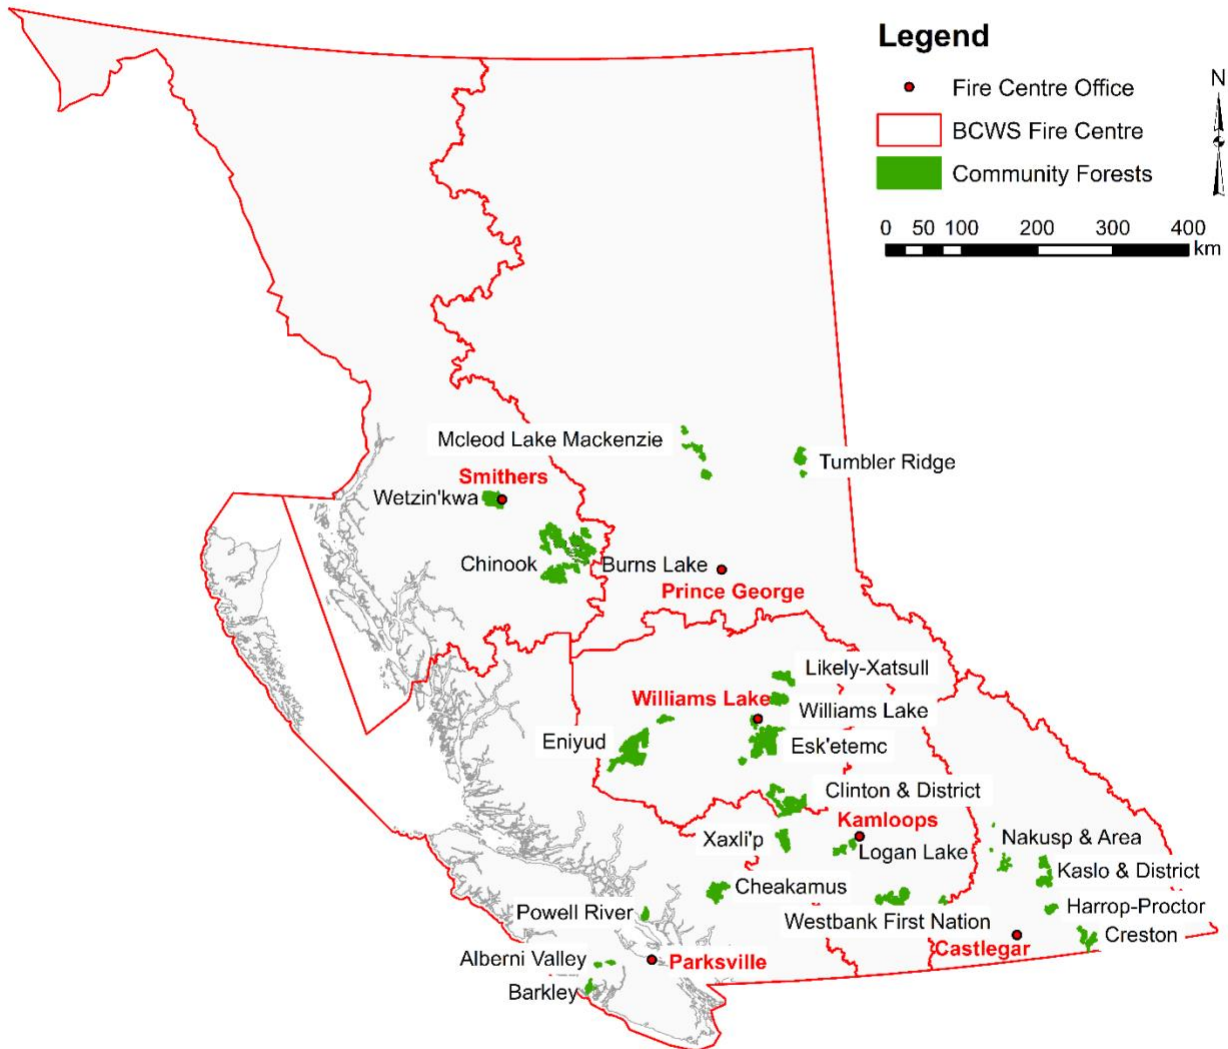 Legend
Fire Centre Office
BCWS Fire Centre
Community Forests
N
0 50 100 200 300 400
km
Mcleod Lake Mackenzie
Tumbler Ridge
Smithers
Wetzin'kwa
Chinook
Burns Lake
Prince George
Likely-Xatsull
Williams Lake
Williams Lake
Eniyud
Esk'etemc
Clinton & District
Kamloops
Xaxli'p
Logan Lake
Nakusp & Area
Kaslo & District
Cheakamus
Powell River
Westbank First Nation
Harrop-Proctor
Castlegar
Creston
Alberni Valley
Parksville
Barkley